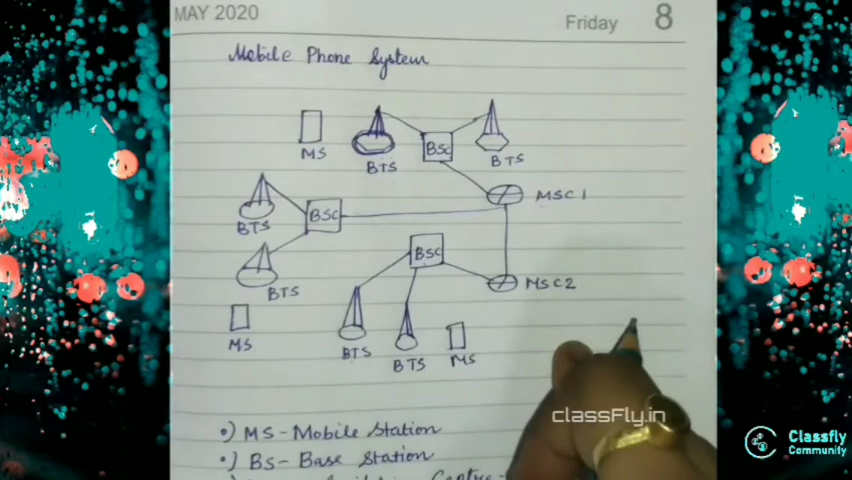 MAY 2020
Friday 8
Mobile Phone System
MS
BTS
BSC
BTS
MSC 1
BTS
BSC
BTS
BSC
MSC2
MS
BTS
BTS
MS
•) MS - Mobile Station
•) BS - Base Station
Centre
classFly.in
Classfly
Community